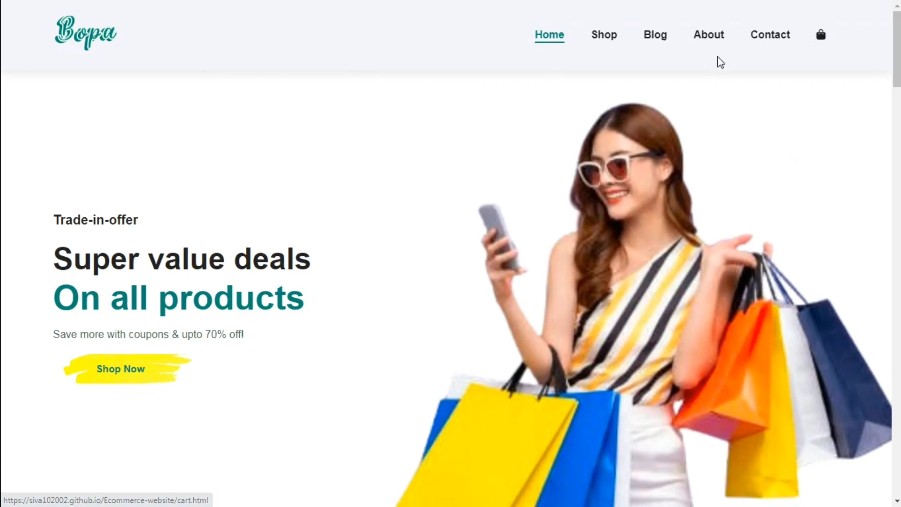 Bopa
Home Shop Blog About Contact
Trade-in-offer
Super value deals
On all products
Save more with coupons & upto 70% off!
Shop Now
https://siva102002.github.io/Ecommerce-website/cart.html